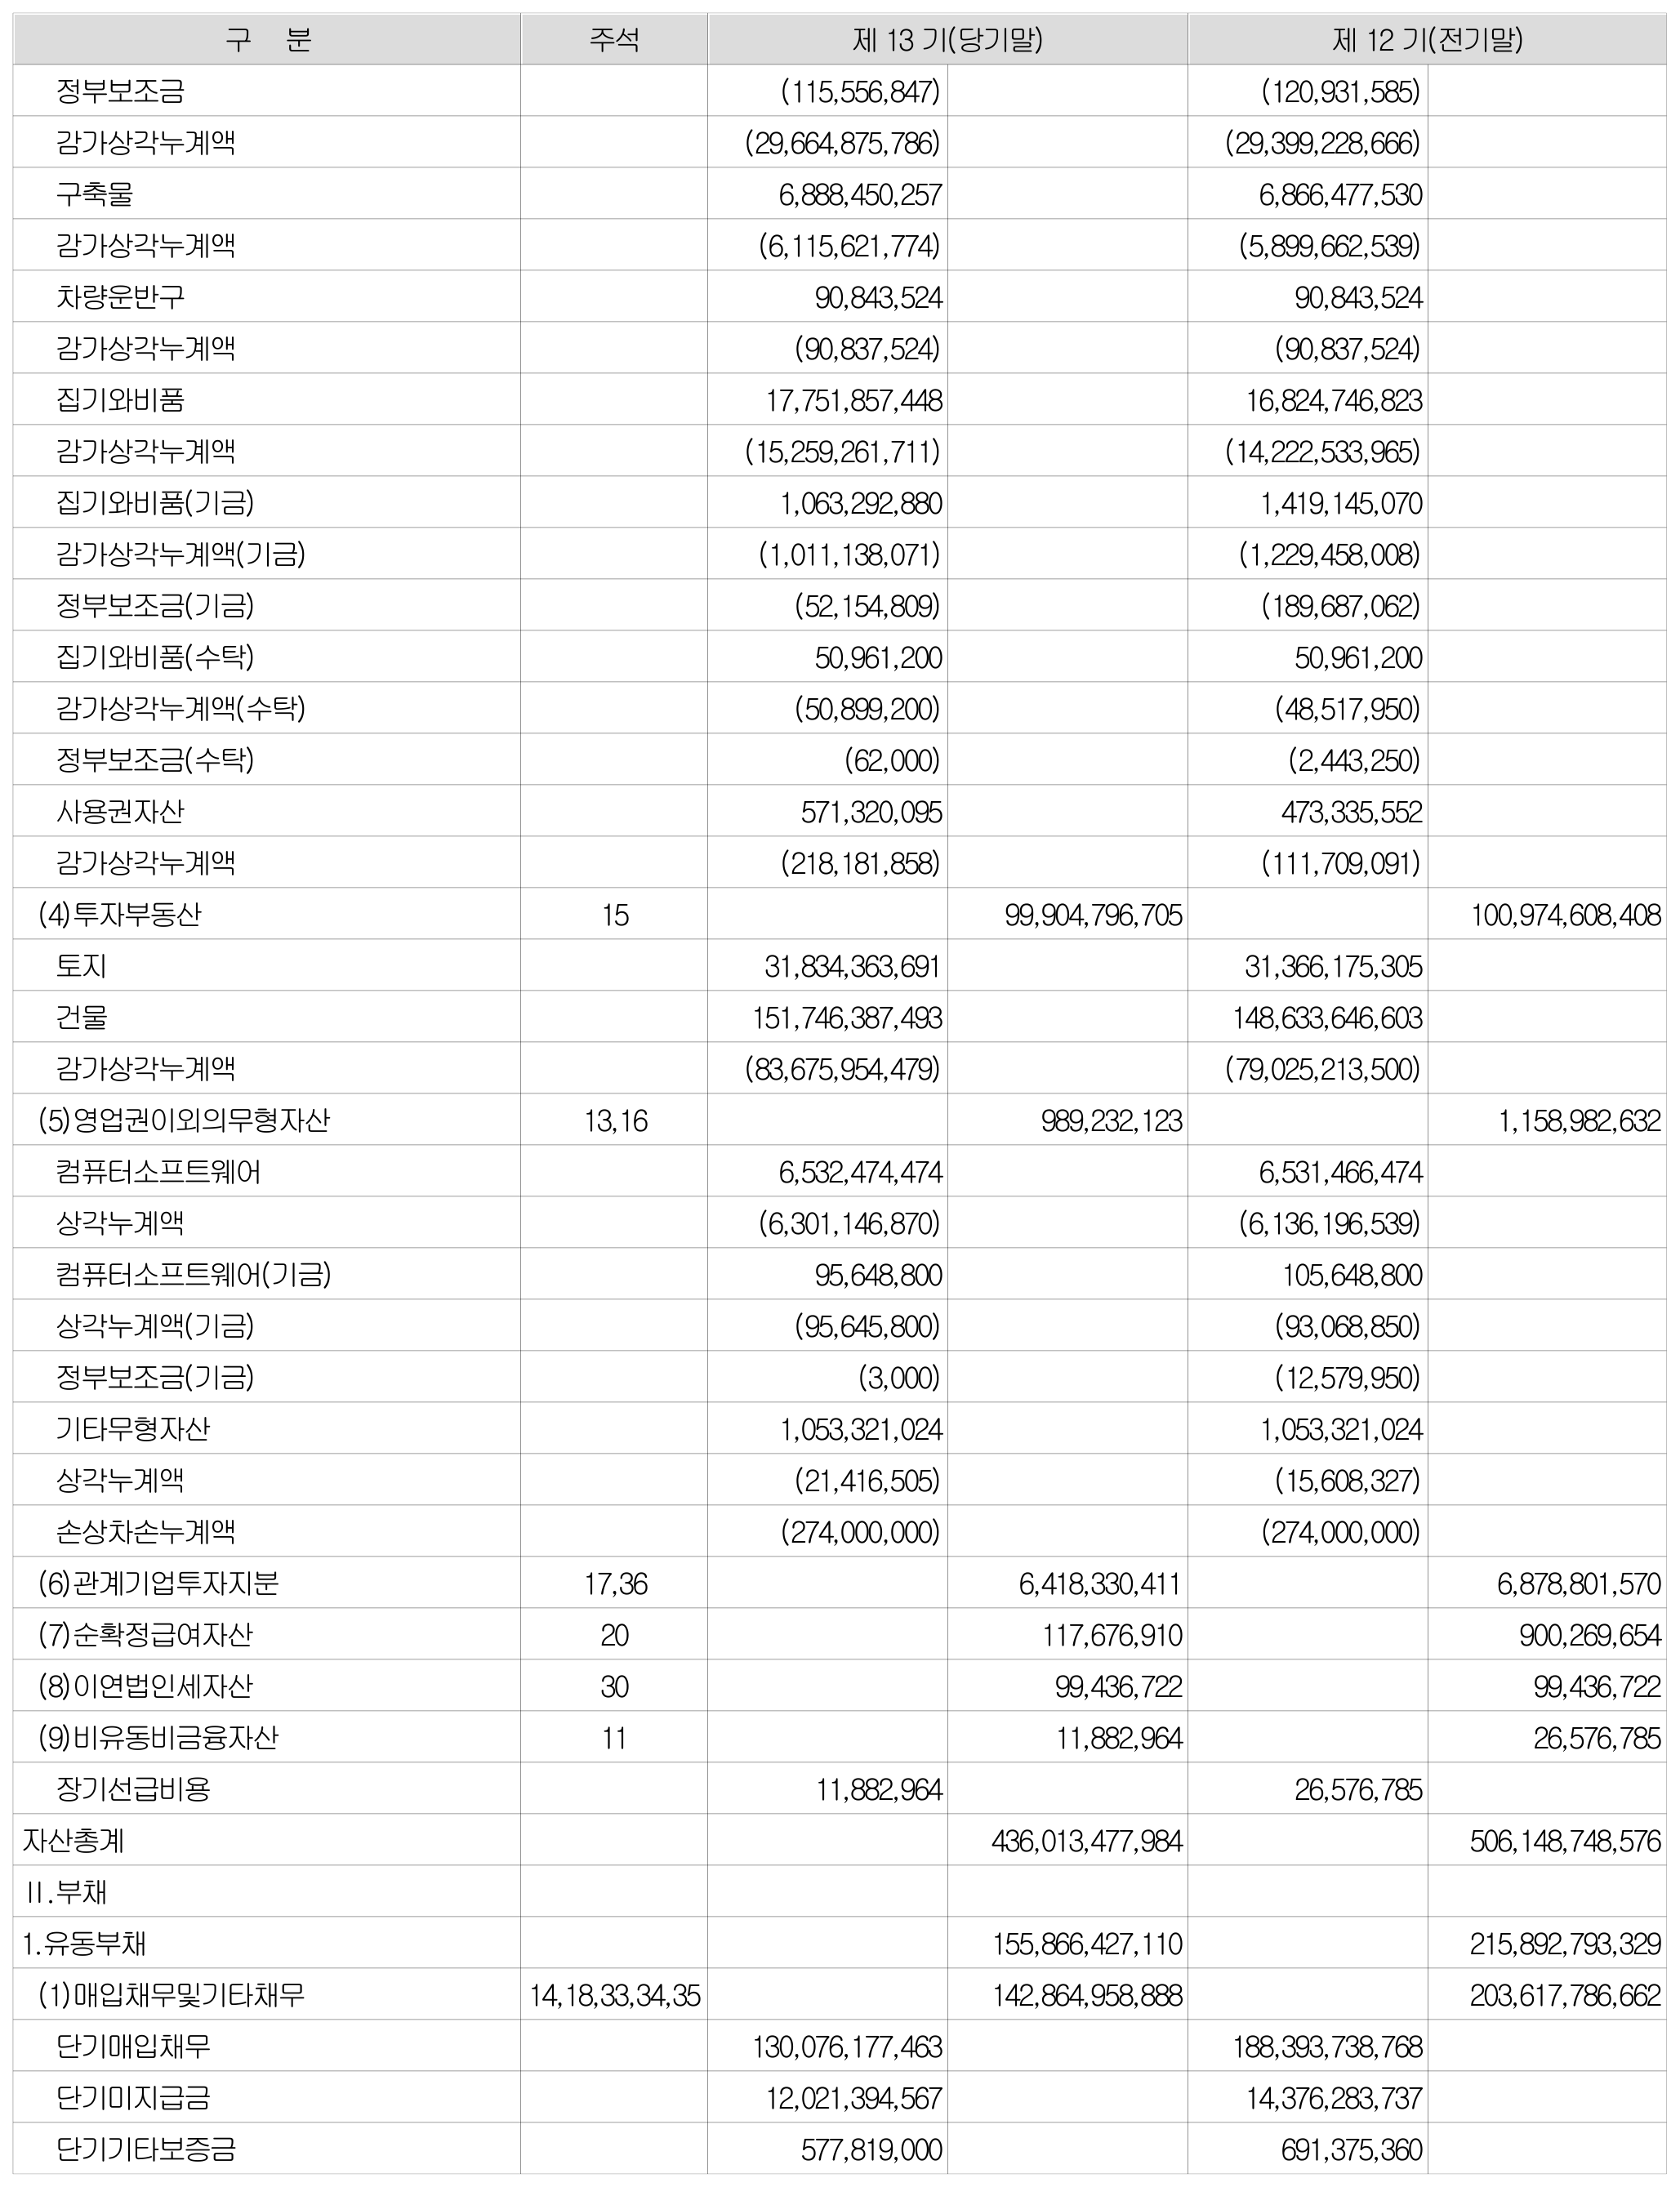 구 분 주석 제 13 기(당기말) 제 12 기(전기말)
정부보조금 (115,556,847) (120,931,585)
감가상각누계액 (29,664,875,786) (29,399,228,666)
구축물 6,888,450,257 6,866,477,530
감가상각누계액 (6,115,621,774) (5,899,662,539)
차량운반구 90,843,524 90,843,524
감가상각누계액 (90,837,524) (90,837,524)
집기와비품 17,751,857,448 16,824,746,823
감가상각누계액 (15,259,261,711) (14,222,533,965)
집기와비품(기금) 1,063,292,880 1,419,145,070
감가상각누계액(기금) (1,011,138,071) (1,229,458,008)
정부보조금(기금) (52,154,809) (189,687,062)
집기와비품(수탁) 50,961,200 50,961,200
감가상각누계액(수탁) (50,899,200) (48,517,950)
정부보조금(수탁) (62,000) (2,443,250)
사용권자산 571,320,095 473,335,552
감가상각누계액 (218,181,858) (111,709,091)
(4)투자부동산 15 99,904,796,705 100,974,608,408
토지 31,834,363,691 31,366,175,305
건물 151,746,387,493 148,633,646,603
감가상각누계액 (83,675,954,479) (79,025,213,500)
(5)영업권이외의무형자산 13,16 989,232,123 1,158,982,632
컴퓨터소프트웨어 6,532,474,474 6,531,466,474
상각누계액 (6,301,146,870) (6,136,196,539)
컴퓨터소프트웨어(기금) 95,648,800 105,648,800
상각누계액(기금) (95,645,800) (93,068,850)
정부보조금(기금) (3,000) (12,579,950)
기타무형자산 1,053,321,024 1,053,321,024
상각누계액 (21,416,505) (15,608,327)
손상차손누계액 (274,000,000) (274,000,000)
(6)관계기업투자지분 17,36 6,418,330,411 6,878,801,570
(7)순확정급여자산 20 117,676,910 900,269,654
(8)이연법인세자산 30 99,436,722 99,436,722
(9)비유동비금융자산 11 11,882,964 26,576,785
장기선급비용 11,882,964 26,576,785
자산총계 436,013,477,984 506,148,748,576
Ⅱ.부채
1.유동부채 155,866,427,110 215,892,793,329
(1)매입채무및기타채무 14,18,33,34,35 142,864,958,888 203,617,786,662
단기매입채무 130,076,177,463 188,393,738,768
단기미지급금 12,021,394,567 14,376,283,737
단기기타보증금 577,819,000 691,375,360